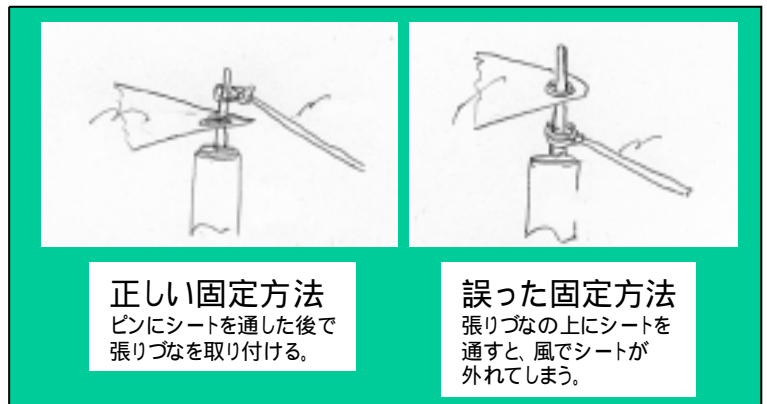 正しい固定方法
ピンにシートを通した後で
張りづなを取り付ける。
誤った固定方法
張りづなの上にシートを
通すと、風でシートが
外れてしまう。